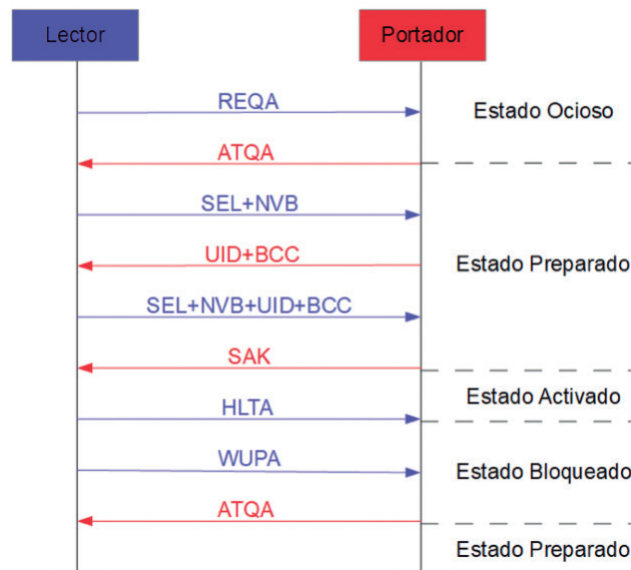 Lector
Portador
REQA
Estado Ocioso
ATQA
SEL+NVB
UID+BCC
Estado Preparado
SEL+NVB+UID+BCC
SAK
Estado Activado
HLTA
WUPA
Estado Bloqueado
ATQA
Estado Preparado